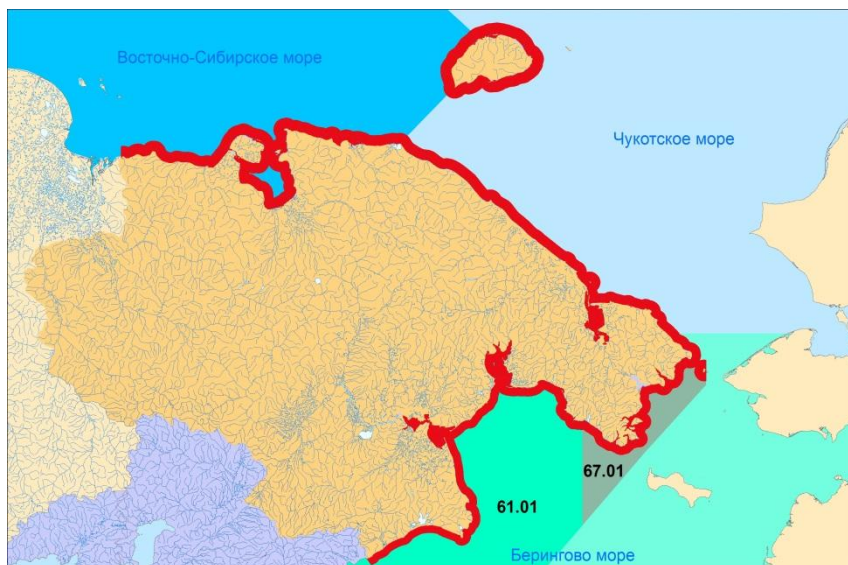 Восточно-Сибирское море
Чукотское море
67.01
61.01
Берингово море